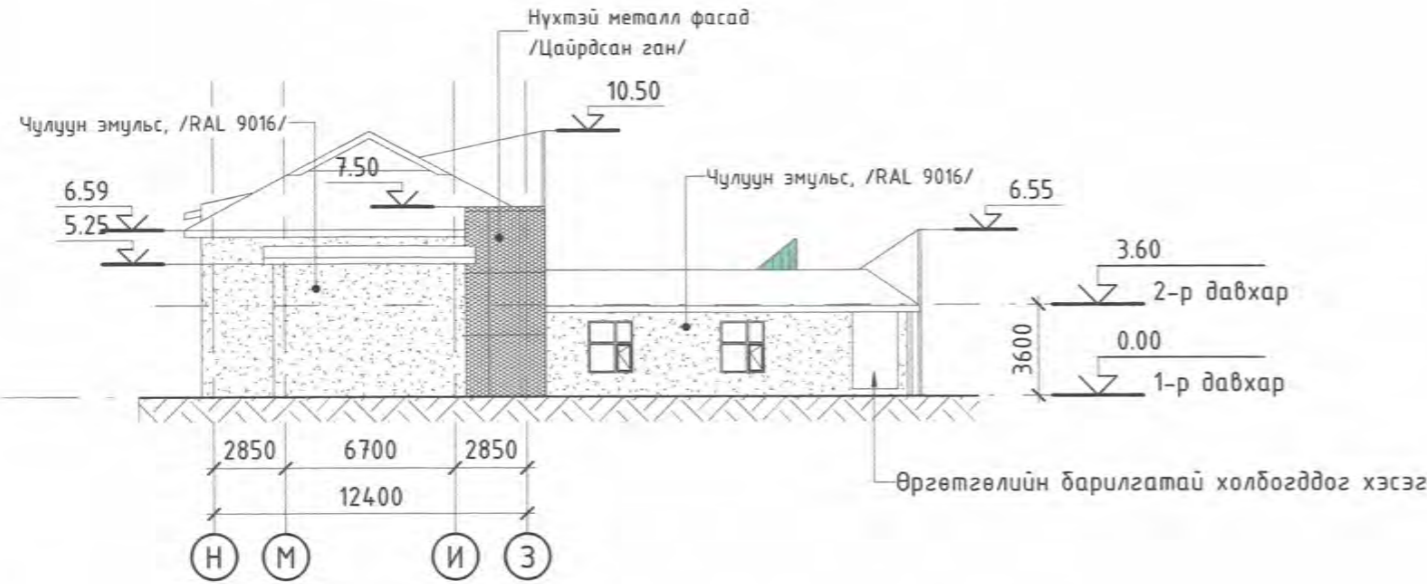 Нүхтэй металл фасад
/Цайрдсан ган/
10.50
Чулуун эмульс, /RAL 9016/
7.50
Чулуун эмульс, /RAL 9016/
6.59
6.55
5.25
3.60
2-р давхар
3600
0.00
1-р давхар
2850 6700 2850
Өргөтгөлийн барилгатай холбогддог хэсэг
12400
Н М И З